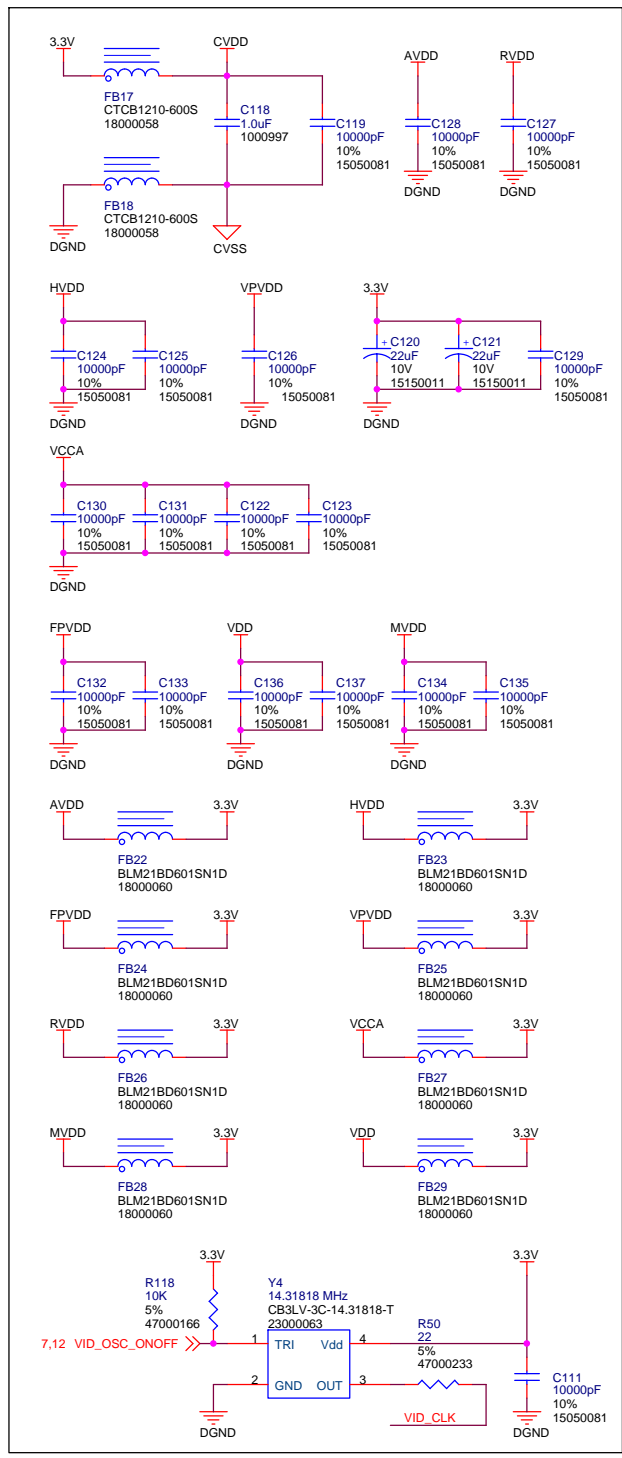 3.3V
CVDD
AVDD
RVDD
FB17
CTCB1210-600S
18000058
C118
1.0uF
1000997
C119
10000pF
10%
15050081
C128
10000pF
10%
15050081
C127
10000pF
10%
15050081
DGND
DGND
FB18
CTCB1210-600S
18000058
DGND
CVSS
HVDD
VPVDD
3.3V
C124
10000pF
10%
15050081
C125
10000pF
10%
15050081
C126
10000pF
10%
15050081
+ C120
22uF
10V
15150011
+ C121
22uF
10V
15150011
C129
10000pF
10%
15050081
DGND
DGND
DGND
VCCA
C130
10000pF
10%
15050081
C131
10000pF
10%
15050081
C122
10000pF
10%
15050081
C123
10000pF
10%
15050081
DGND
FPVDD
VDD
MVDD
C132
10000pF
10%
15050081
C133
10000pF
10%
15050081
C136
10000pF
10%
15050081
C137
10000pF
10%
15050081
C134
10000pF
10%
15050081
C135
10000pF
10%
15050081
DGND
DGND
DGND
AVDD
3.3V
FB22
BLM21BD601SN1D
18000060
HVDD
3.3V
FB23
BLM21BD601SN1D
18000060
FPVDD
3.3V
FB24
BLM21BD601SN1D
18000060
VPVDD
3.3V
FB25
BLM21BD601SN1D
18000060
RVDD
3.3V
FB26
BLM21BD601SN1D
18000060
VCCA
3.3V
FB27
BLM21BD601SN1D
18000060
MVDD
3.3V
FB28
BLM21BD601SN1D
18000060
VDD
3.3V
FB29
BLM21BD601SN1D
18000060
3.3V
3.3V
R118
10K
5%
47000166
Y4
14.31818 MHz
CB3LV-3C-14.31818-T
23000063
R50
22
5%
47000233
7,12 VID_OSC_ONOFF
1 TRI Vdd 4
2 GND OUT 3
C111
10000pF
10%
15050081
VID_CLK
DGND
DGND